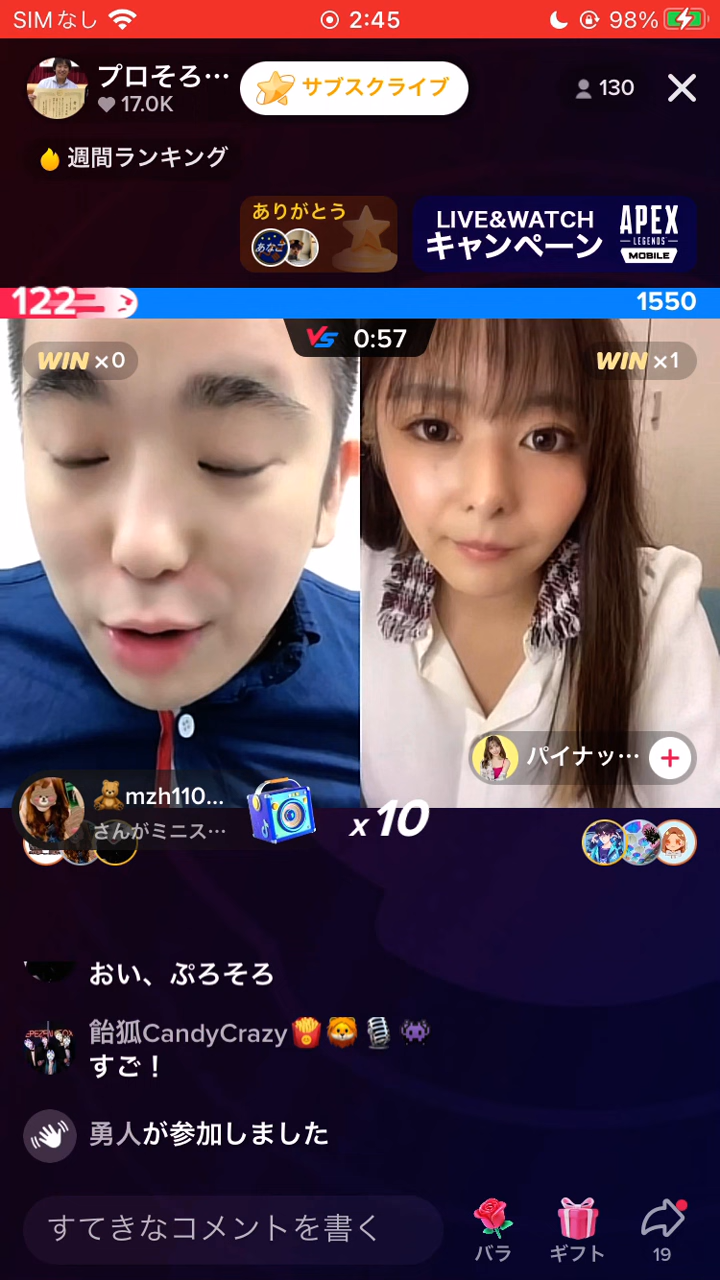 SIMなし 2:45 98%
プロそろ…
17.0K
サブスクライブ
130
週間ランキング
ありがとう
あなご
LIVE&WATCH
キャンペーン
APEX
LEGENDS
MOBILE
122 1550
WIN x0
VS 0:57
WIN x1
パイナッ…
🐻mzh110...
さんがミニス…
x10
おい、ぷろそろ
飴狐CandyCrazy🍟🦁🎙️👾
すご！
勇人が参加しました
すてきなコメントを書く
バラ
ギフト
19